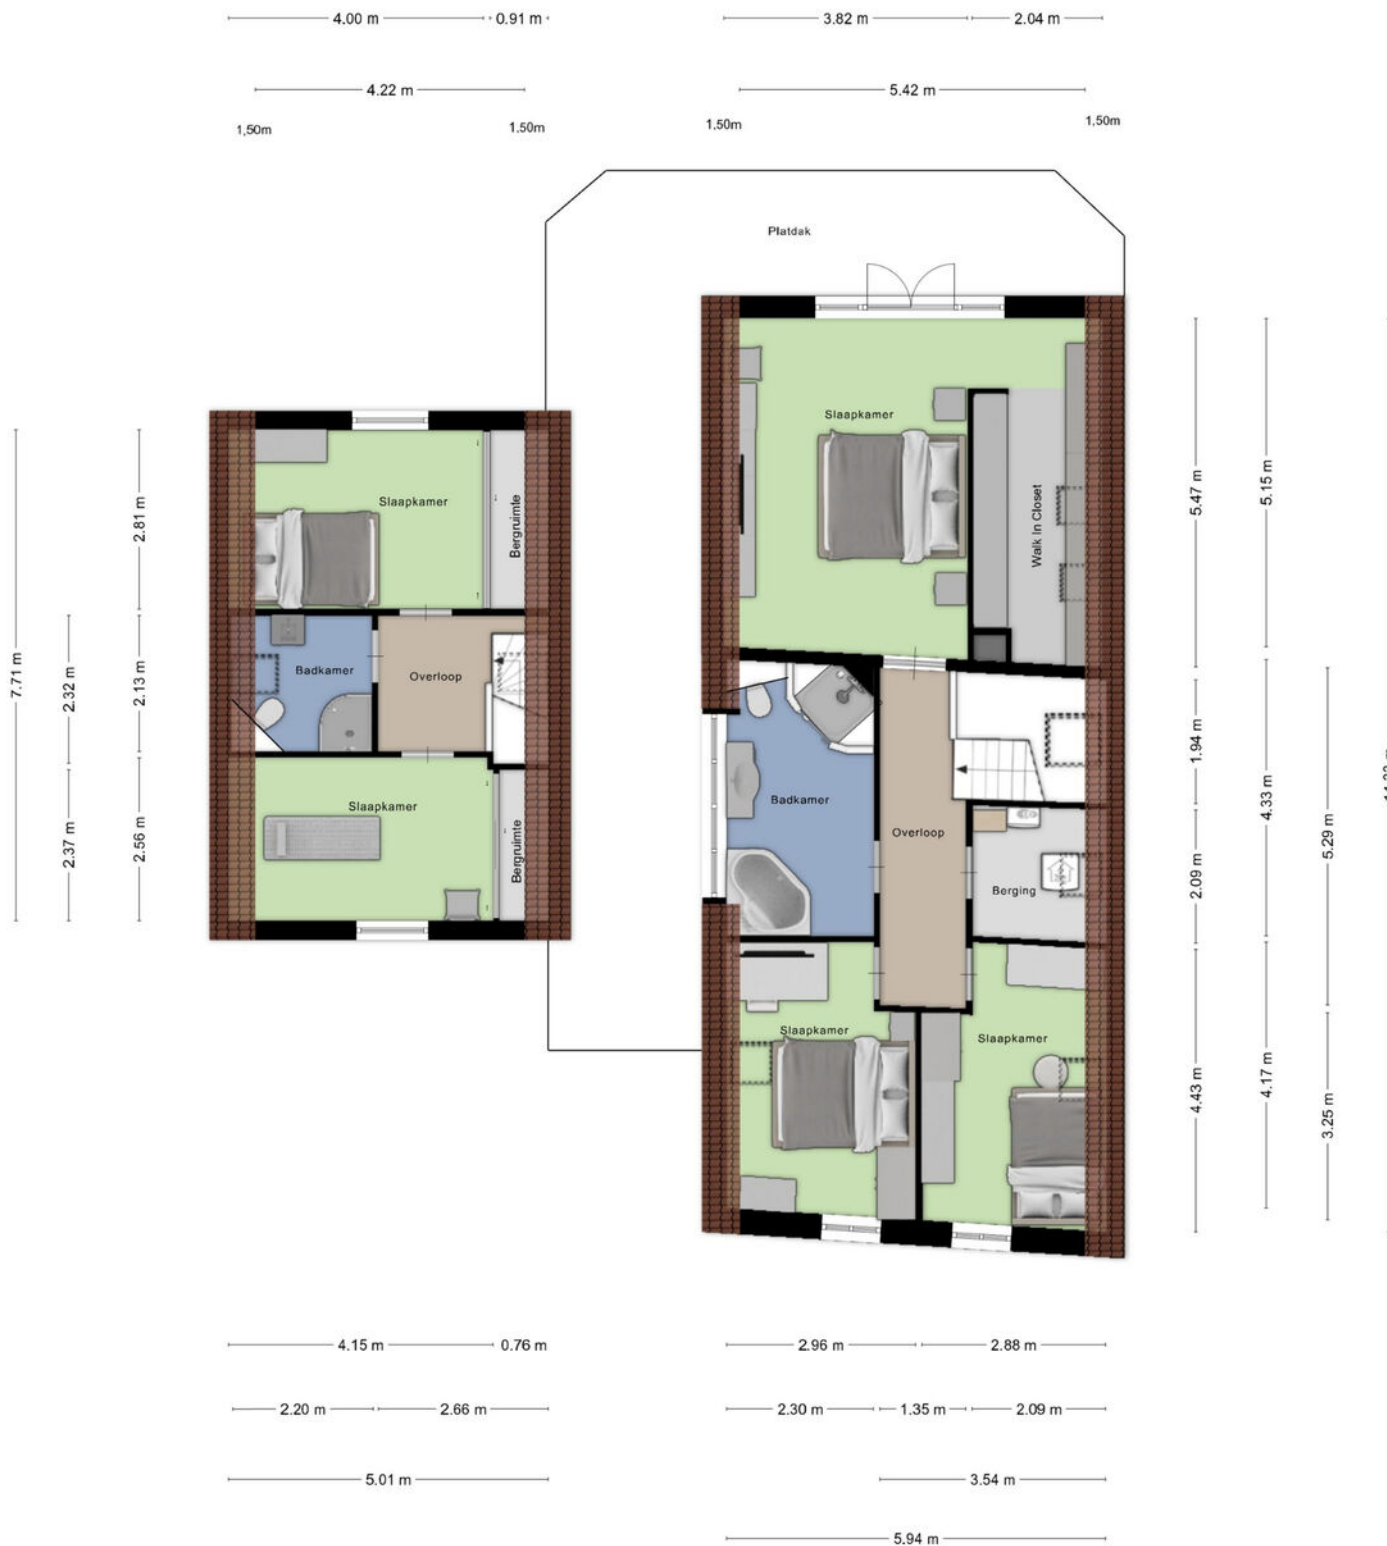 4.00 m
0.91 m
3.82 m
2.04 m
4.22 m
5.42 m
1,50m
1,50m
1,50m
1,50m
Platdak
Slaapkamer
Walk In Closet
Slaapkamer
Bergruimte
Badkamer
Overloop
Slaapkamer
Bergruimte
Badkamer
Overloop
Berging
Slaapkamer
Slaapkamer
7.71 m
2.32 m
2.37 m
2.81 m
2.13 m
2.56 m
5.47 m
1.94 m
2.09 m
4.43 m
5.15 m
4.33 m
4.17 m
5.29 m
3.25 m
4.15 m
0.76 m
2.96 m
2.88 m
2.20 m
2.66 m
2.30 m
1.35 m
2.09 m
5.01 m
3.54 m
5.94 m